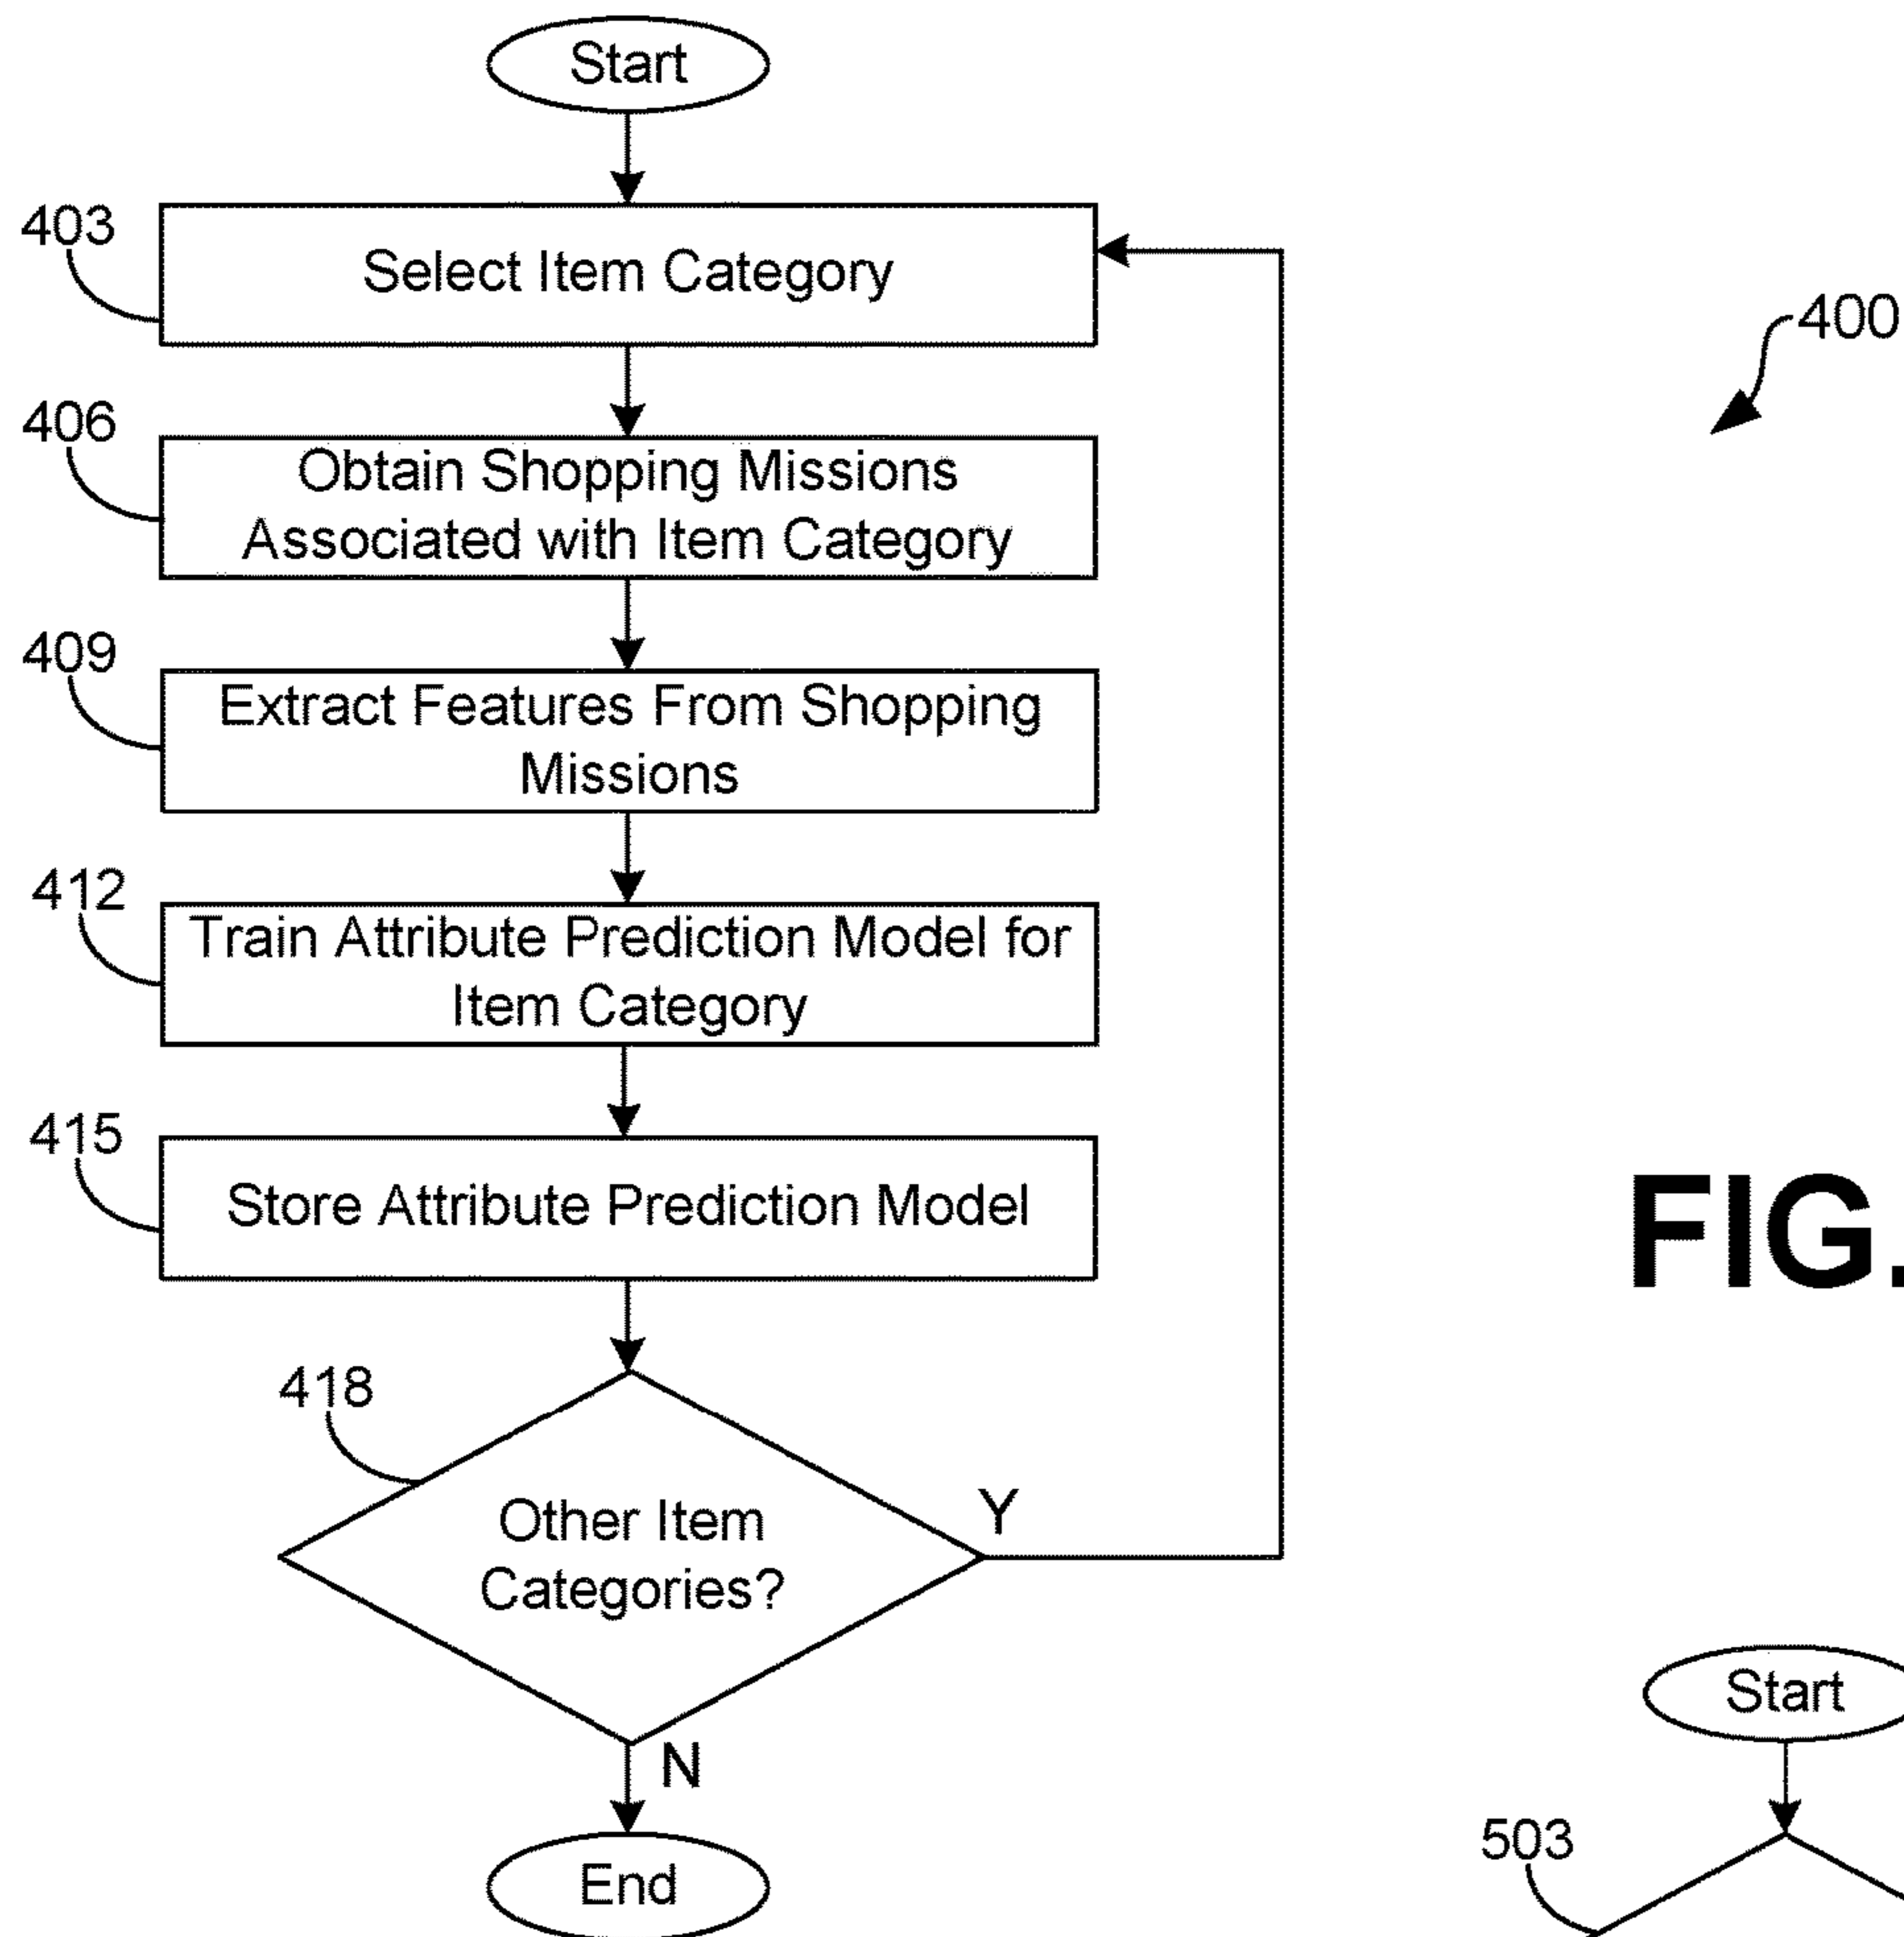 Start
403
Select Item Category
400
406
Obtain Shopping Missions
Associated with Item Category
409
Extract Features From Shopping
Missions
412
Train Attribute Prediction Model for
Item Category
415
Store Attribute Prediction Model
FIG.
418
Other Item
Categories?
Y
N
End
Start
503